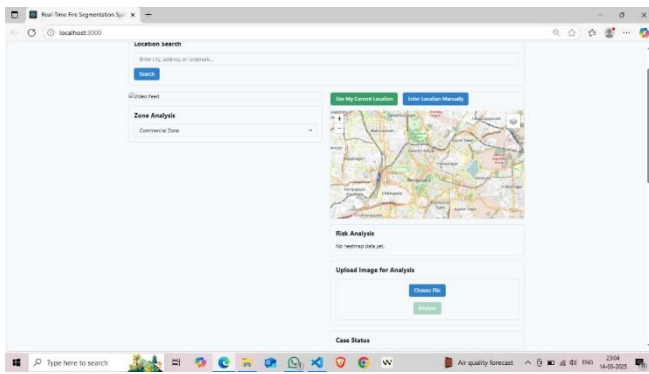 Real-Time Fire Segmentation Sys
localhost:3000
Location Search
Enter city, address, or landmark...
Search
Video Feed
Zone Analysis
Commercial Zone
Use My Current Location
Enter Location Manually
+
−
Bengaluru
Risk Analysis
No heatmap data yet.
Upload Image for Analysis
Choose File
Analyze
Case Status
Type here to search
Air quality forecast
ENG
23:04
14-05-2025